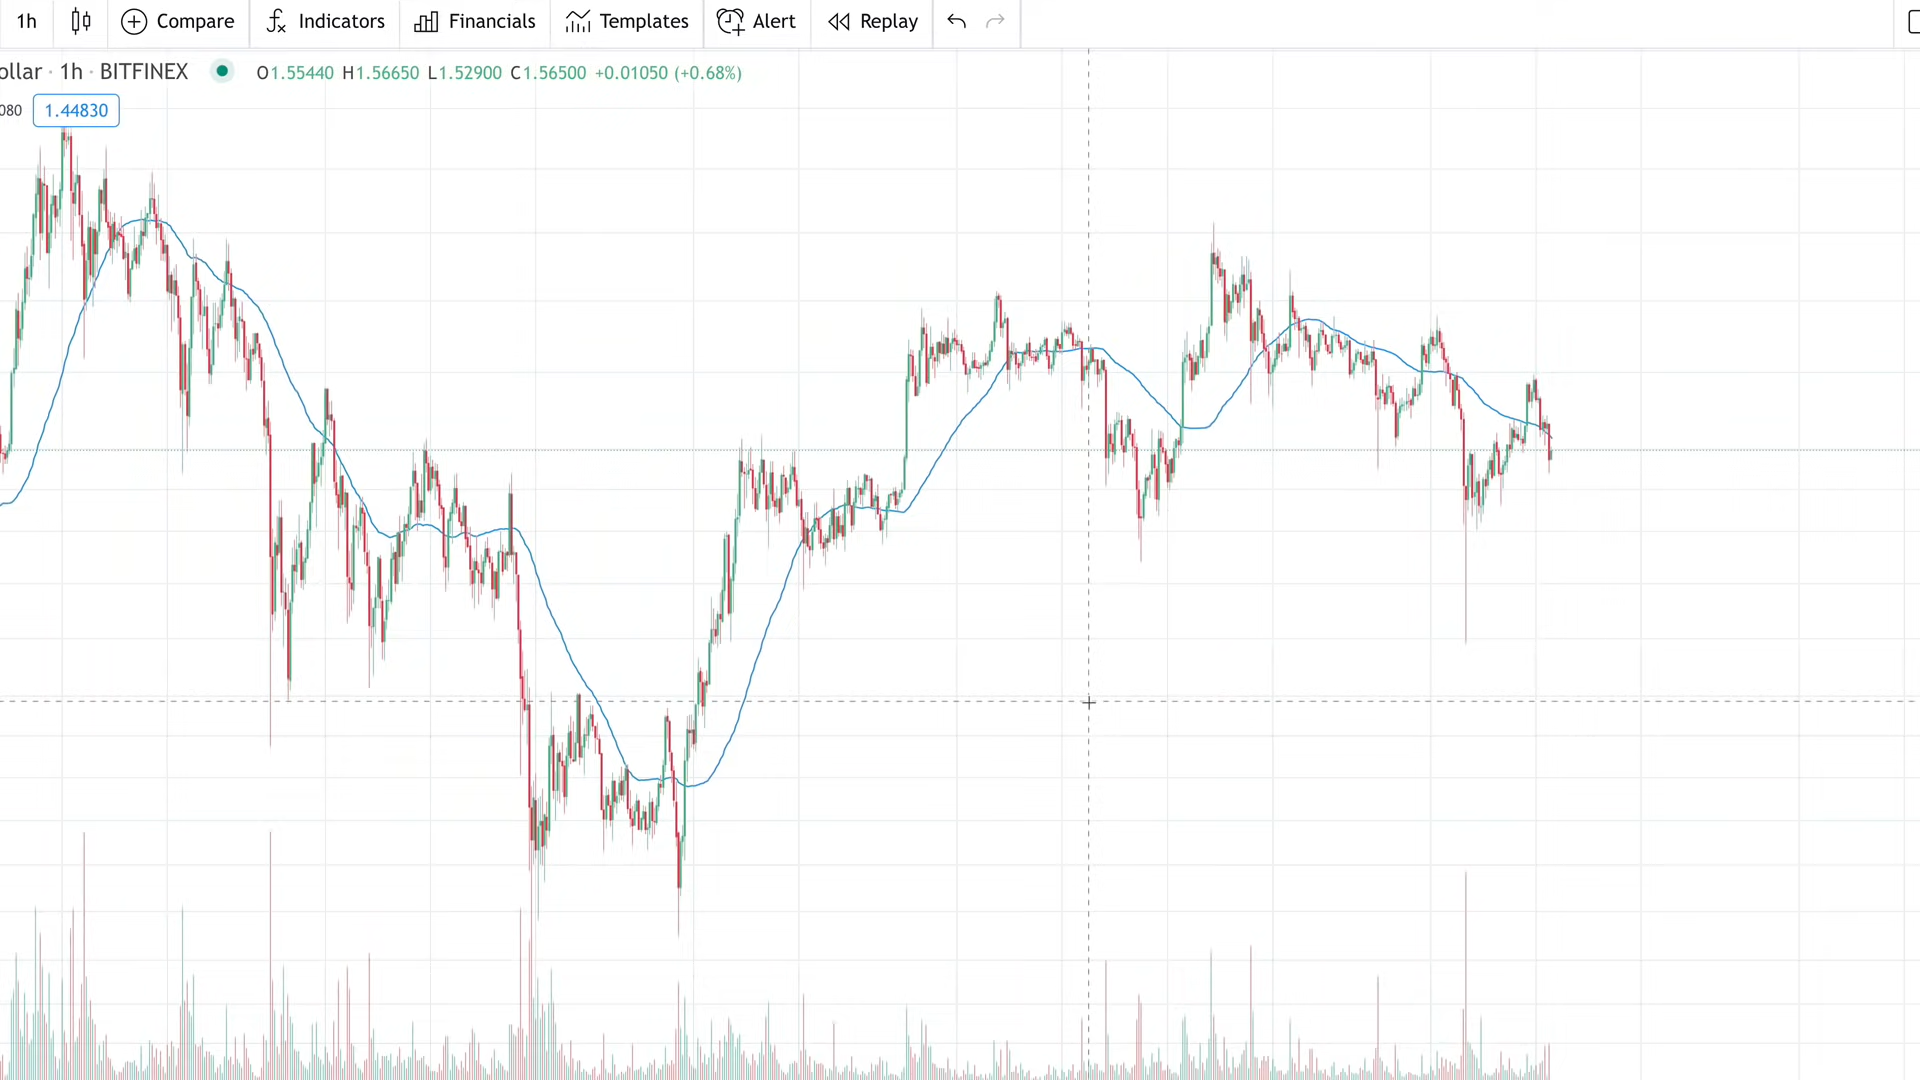 1h Compare Indicators Financials Templates Alert Replay
ollar · 1h · BITFINEX O1.55440 H1.56650 L1.52900 C1.56500 +0.01050 (+0.68%)
080 1.44830